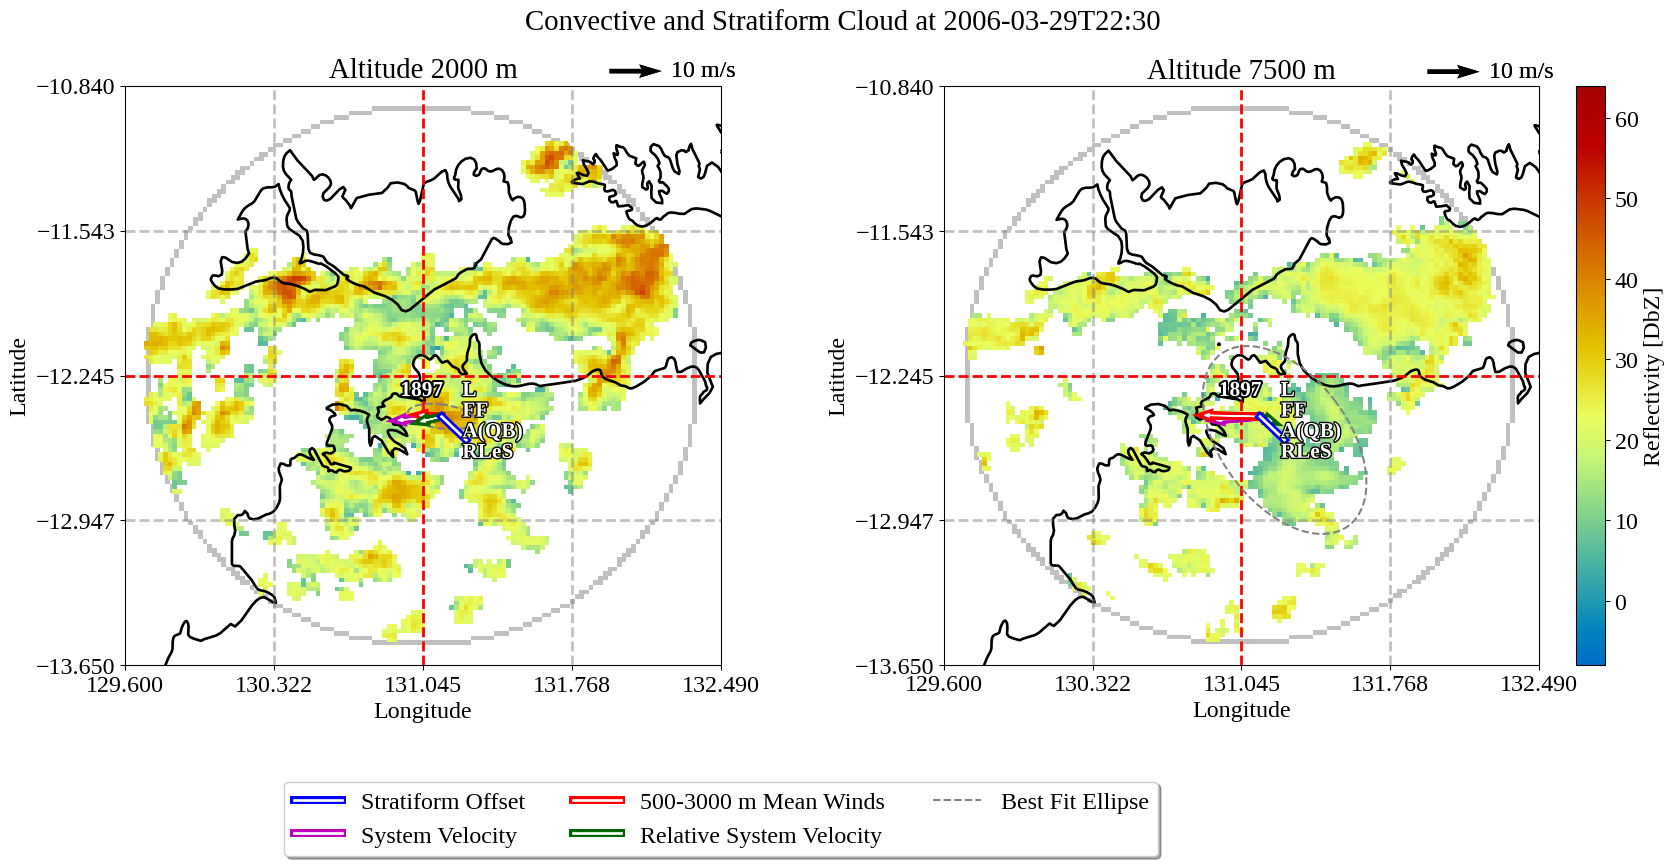 Convective and Stratiform Cloud at 2006-03-29T22:30
Altitude 2000 m
10 m/s
Altitude 7500 m
10 m/s
−10.840
−11.543
−12.245
−12.947
−13.650
Latitude
1897
L
FF
A(QB)
RLeS
129.600 130.322 131.045 131.768 132.490
Longitude
−10.840
−11.543
−12.245
−12.947
−13.650
Latitude
1897
L
FF
A(QB)
RLeS
129.600 130.322 131.045 131.768 132.490
Longitude
60
50
40
30
20
10
0
Reflectivity [DbZ]
Stratiform Offset
System Velocity
500-3000 m Mean Winds
Relative System Velocity
Best Fit Ellipse